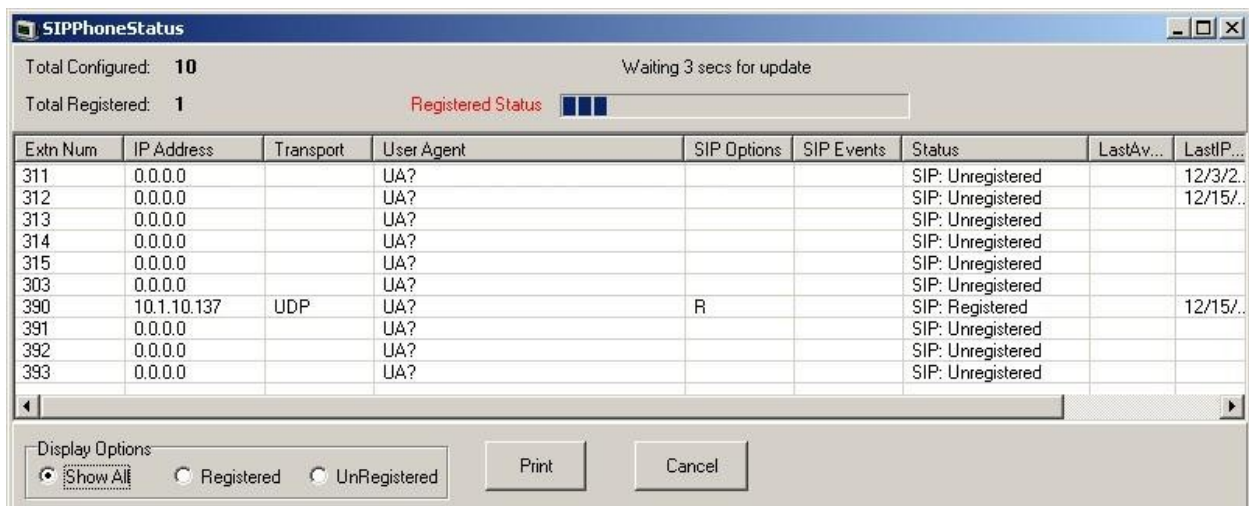 SIPPhoneStatus
Total Configured: 10 Waiting 3 secs for update
Total Registered: 1 Registered Status
Extn Num IP Address Transport User Agent SIP Options SIP Events Status LastAv... LastIP...
311 0.0.0.0 UA? SIP: Unregistered 12/3/2..
312 0.0.0.0 UA? SIP: Unregistered 12/15/..
313 0.0.0.0 UA? SIP: Unregistered
314 0.0.0.0 UA? SIP: Unregistered
315 0.0.0.0 UA? SIP: Unregistered
303 0.0.0.0 UA? SIP: Unregistered
390 10.1.10.137 UDP UA? R SIP: Registered 12/15/..
391 0.0.0.0 UA? SIP: Unregistered
392 0.0.0.0 UA? SIP: Unregistered
393 0.0.0.0 UA? SIP: Unregistered
Display Options
Show All Registered UnRegistered Print Cancel